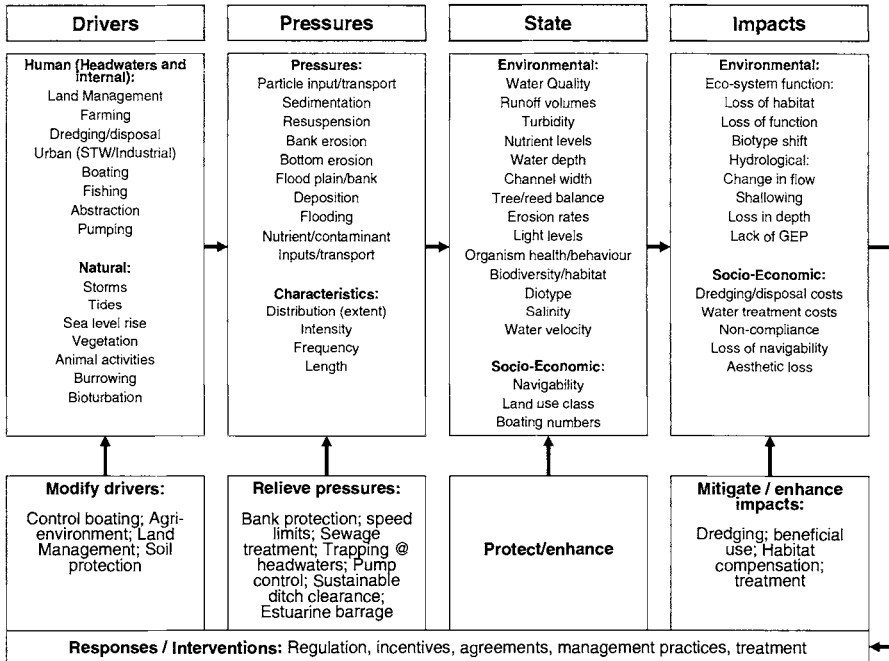 Drivers
Human (Headwaters and
Internal):
Land Management
Farming
Dredging/disposal
Urban (STW/Industrial)
Boating
Fishing
Abstraction
Pumping
Natural:
Storms
Tides
Sea level rise
Vegetation
Animal activities
Burrowing
Bioturbation
Modify drivers:
Control boating; Agri-
environment; Land
Management; Soil
protection
Pressures
Pressures:
Particle input/transport
Sedimentation
Resuspension
Bank erosion
Bottom erosion
Flood plain/bank
Deposition
Flooding
Nutrient/contaminant
Inputs/transport
Characteristics:
Distribution (extent)
Intensity
Frequency
Length
Relieve pressures:
Bank protection; speed
limits; Sewage
treatment; Trapping @
headwaters; Pump
control; Sustainable
ditch clearance;
Estuarine barrage
State
Environmental:
Water Quality
Runoff volumes
Turbidity
Nutrient levels
Water depth
Channel width
Tree/reed balance
Erosion rates
Light levels
Organism health/behaviour
Biodiversity/habitat
Diotype
Salinity
Water velocity
Socio-Economic:
Navigability
Land use class
Boating numbers
Protect/enhance
Impacts
Environmental:
Eco-system function:
Loss of habitat
Loss of function
Biotype shift
Hydrological:
Change in flow
Shallowing
Loss in depth
Lack of GEP
Socio-Economic:
Dredging/disposal costs
Water treatment costs
Non-compliance
Loss of navigability
Aesthetic loss
Mitigate / enhance
impacts:
Dredging; beneficial
use; Habitat
compensation;
treatment
Responses / Interventions: Regulation, incentives, agreements, management practices, treatment